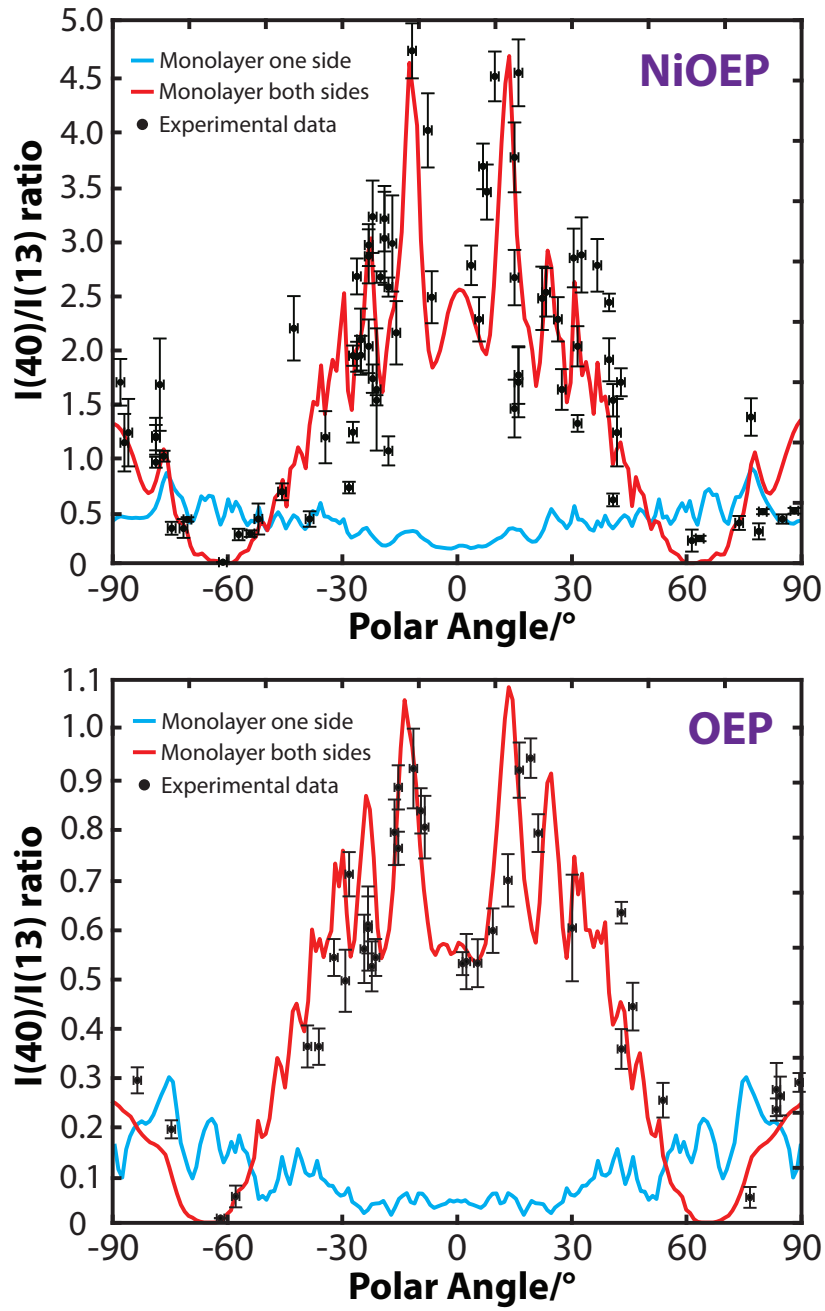 5.0
4.5
4.0
3.5
3.0
2.5
2.0
1.5
1.0
0.5
0
I(40)/I(13) ratio
Monolayer one side
Monolayer both sides
Experimental data
NiOEP
-90 -60 -30 0 30 60 90
Polar Angle/°
1.1
1.0
0.9
0.8
0.7
0.6
0.5
0.4
0.3
0.2
0.1
0
I(40)/I(13) ratio
Monolayer one side
Monolayer both sides
Experimental data
OEP
-90 -60 -30 0 30 60 90
Polar Angle/°